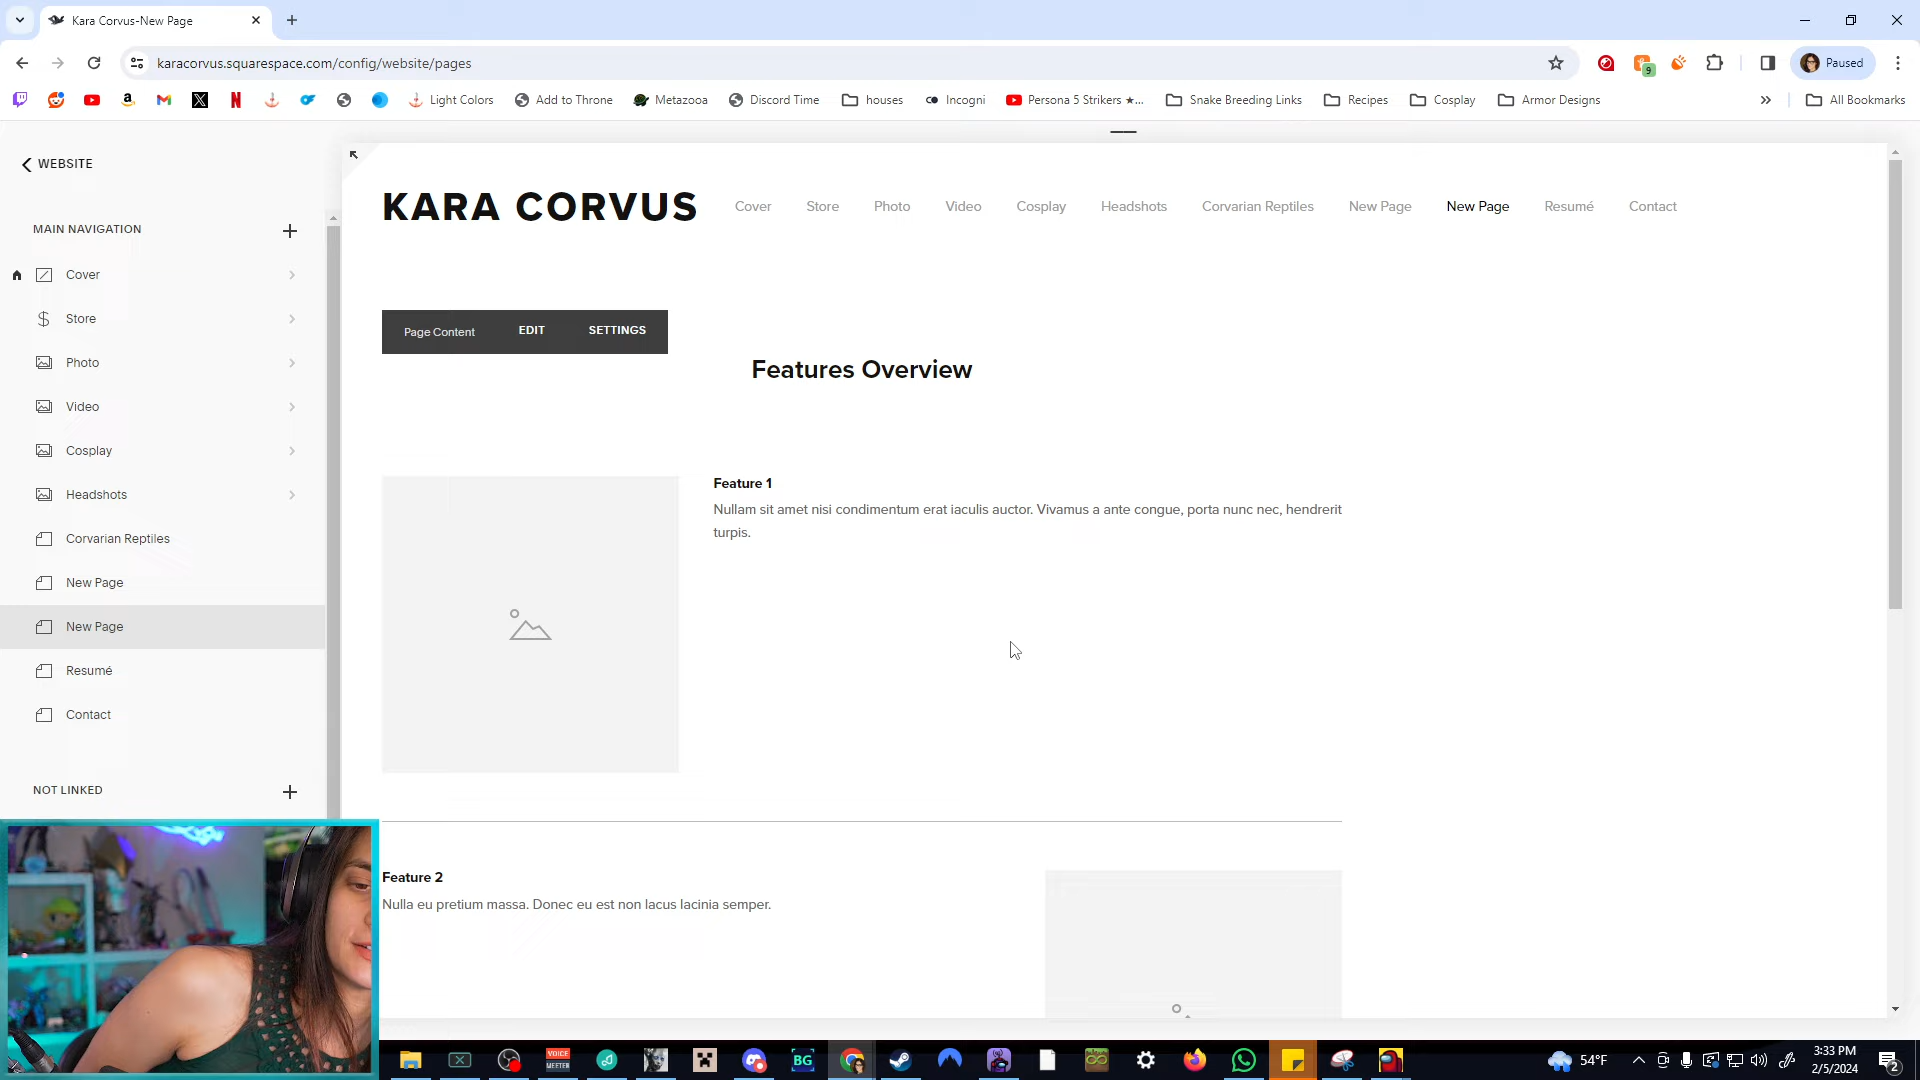 Kara Corvus-New Page
karacorvus.squarespace.com/config/website/pages
9
Paused
Light Colors
Add to Throne
Metazooa
Discord Time
houses
Incogni
Persona 5 Strikers ★...
Snake Breeding Links
Recipes
Cosplay
Armor Designs
All Bookmarks
WEBSITE
MAIN NAVIGATION
Cover
Store
Photo
Video
Cosplay
Headshots
Corvarian Reptiles
New Page
New Page
Resumé
Contact
NOT LINKED
KARA CORVUS
Cover Store Photo Video Cosplay Headshots Corvarian Reptiles New Page New Page Resumé Contact
Page Content EDIT SETTINGS
Features Overview
Feature 1
Nullam sit amet nisi condimentum erat iaculis auctor. Vivamus a ante congue, porta nunc nec, hendrerit
turpis.
Feature 2
Nulla eu pretium massa. Donec eu est non lacus lacinia semper.
VOICE
MEETER
BG
54°F
3:33 PM
2/5/2024
2